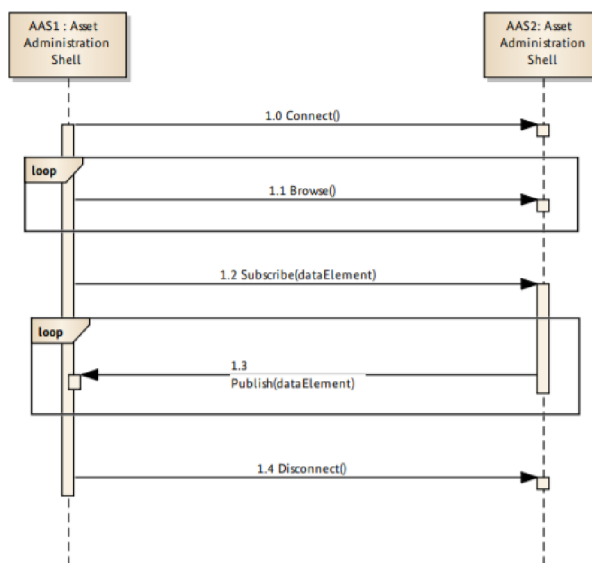 AAS1 : Asset
Administration
Shell
AAS2: Asset
Administration
Shell
1.0 Connect()
loop
1.1 Browse()
1.2 Subscribe(dataElement)
loop
1.3
Publish(dataElement)
1.4 Disconnect()